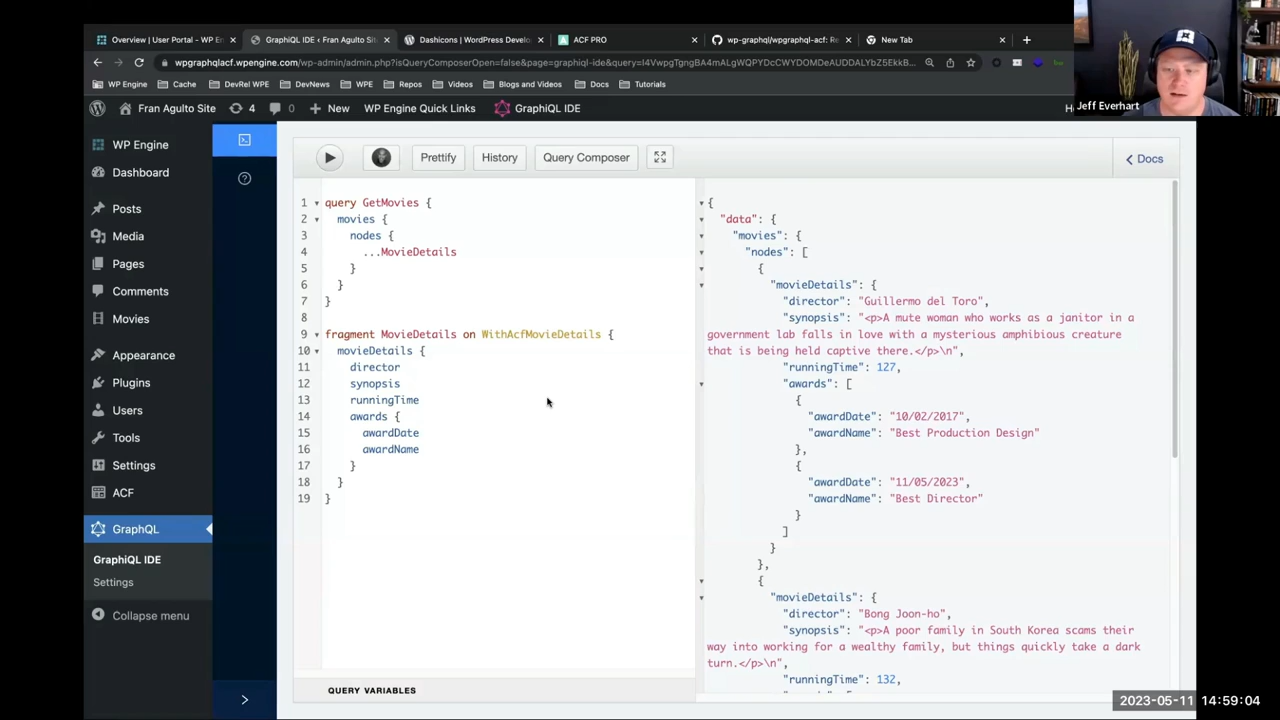 Overview | User Portal - WP En
GraphiQL IDE ‹ Fran Agulto Sit
Dashicons | WordPress Develo
ACF PRO
wp-graphql/wpgraphql-acf: Re
New Tab
Jeff Everhart
WP Engine
Cache
DevRel WPE
DevNews
WPE
Repos
Videos
Blogs and Videos
Docs
Tutorials
Fran Agulto Site
4
0
New
WP Engine Quick Links
GraphiQL IDE
WP Engine
Dashboard
Posts
Media
Pages
Comments
Movies
Appearance
Plugins
Users
Tools
Settings
ACF
GraphQL
GraphiQL IDE
Settings
Collapse menu
Prettify
History
Query Composer
Docs
1 query GetMovies {
2 movies {
3 nodes {
4 ...MovieDetails
5 }
6 }
7 }
8
9 fragment MovieDetails on WithAcfMovieDetails {
10 movieDetails {
11 director
12 synopsis
13 runningTime
14 awards {
15 awardDate
16 awardName
17 }
18 }
19 }
QUERY VARIABLES
{
"data": {
"movies": {
"nodes": [
{
"movieDetails": {
"director": "Guillermo del Toro",
"synopsis": "<p>A mute woman who works as a janitor in a
government lab falls in love with a mysterious amphibious creature
that is being held captive there.</p>\n",
"runningTime": 127,
"awards": [
{
"awardDate": "10/02/2017",
"awardName": "Best Production Design"
},
{
"awardDate": "11/05/2023",
"awardName": "Best Director"
}
]
}
},
{
"movieDetails": {
"director": "Bong Joon-ho",
"synopsis": "<p>A poor family in South Korea scams their
way into working for a wealthy family, but things quickly take a dark
turn.</p>\n",
"runningTime": 132,
2023-05-11 14:59:04